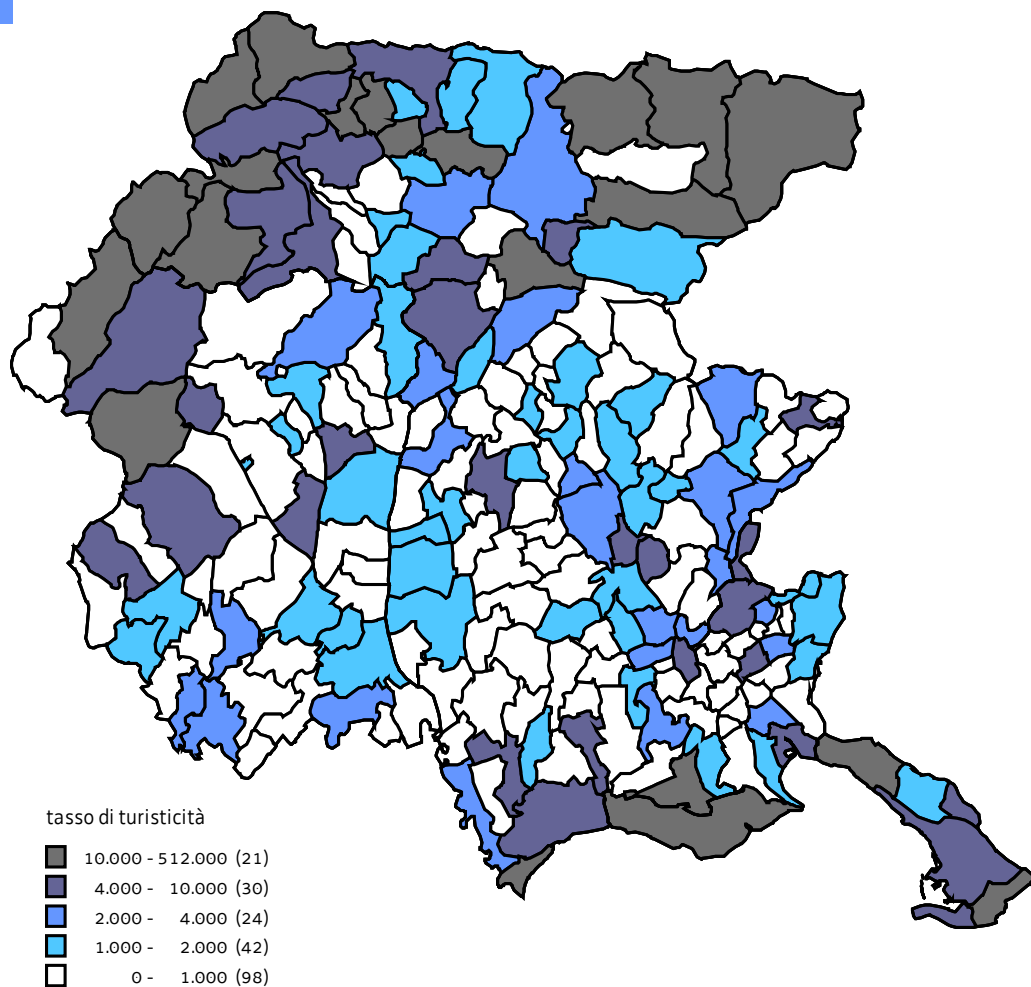 tasso di turisticità
10.000 - 512.000 (21)
4.000 - 10.000 (30)
2.000 - 4.000 (24)
1.000 - 2.000 (42)
0 - 1.000 (98)